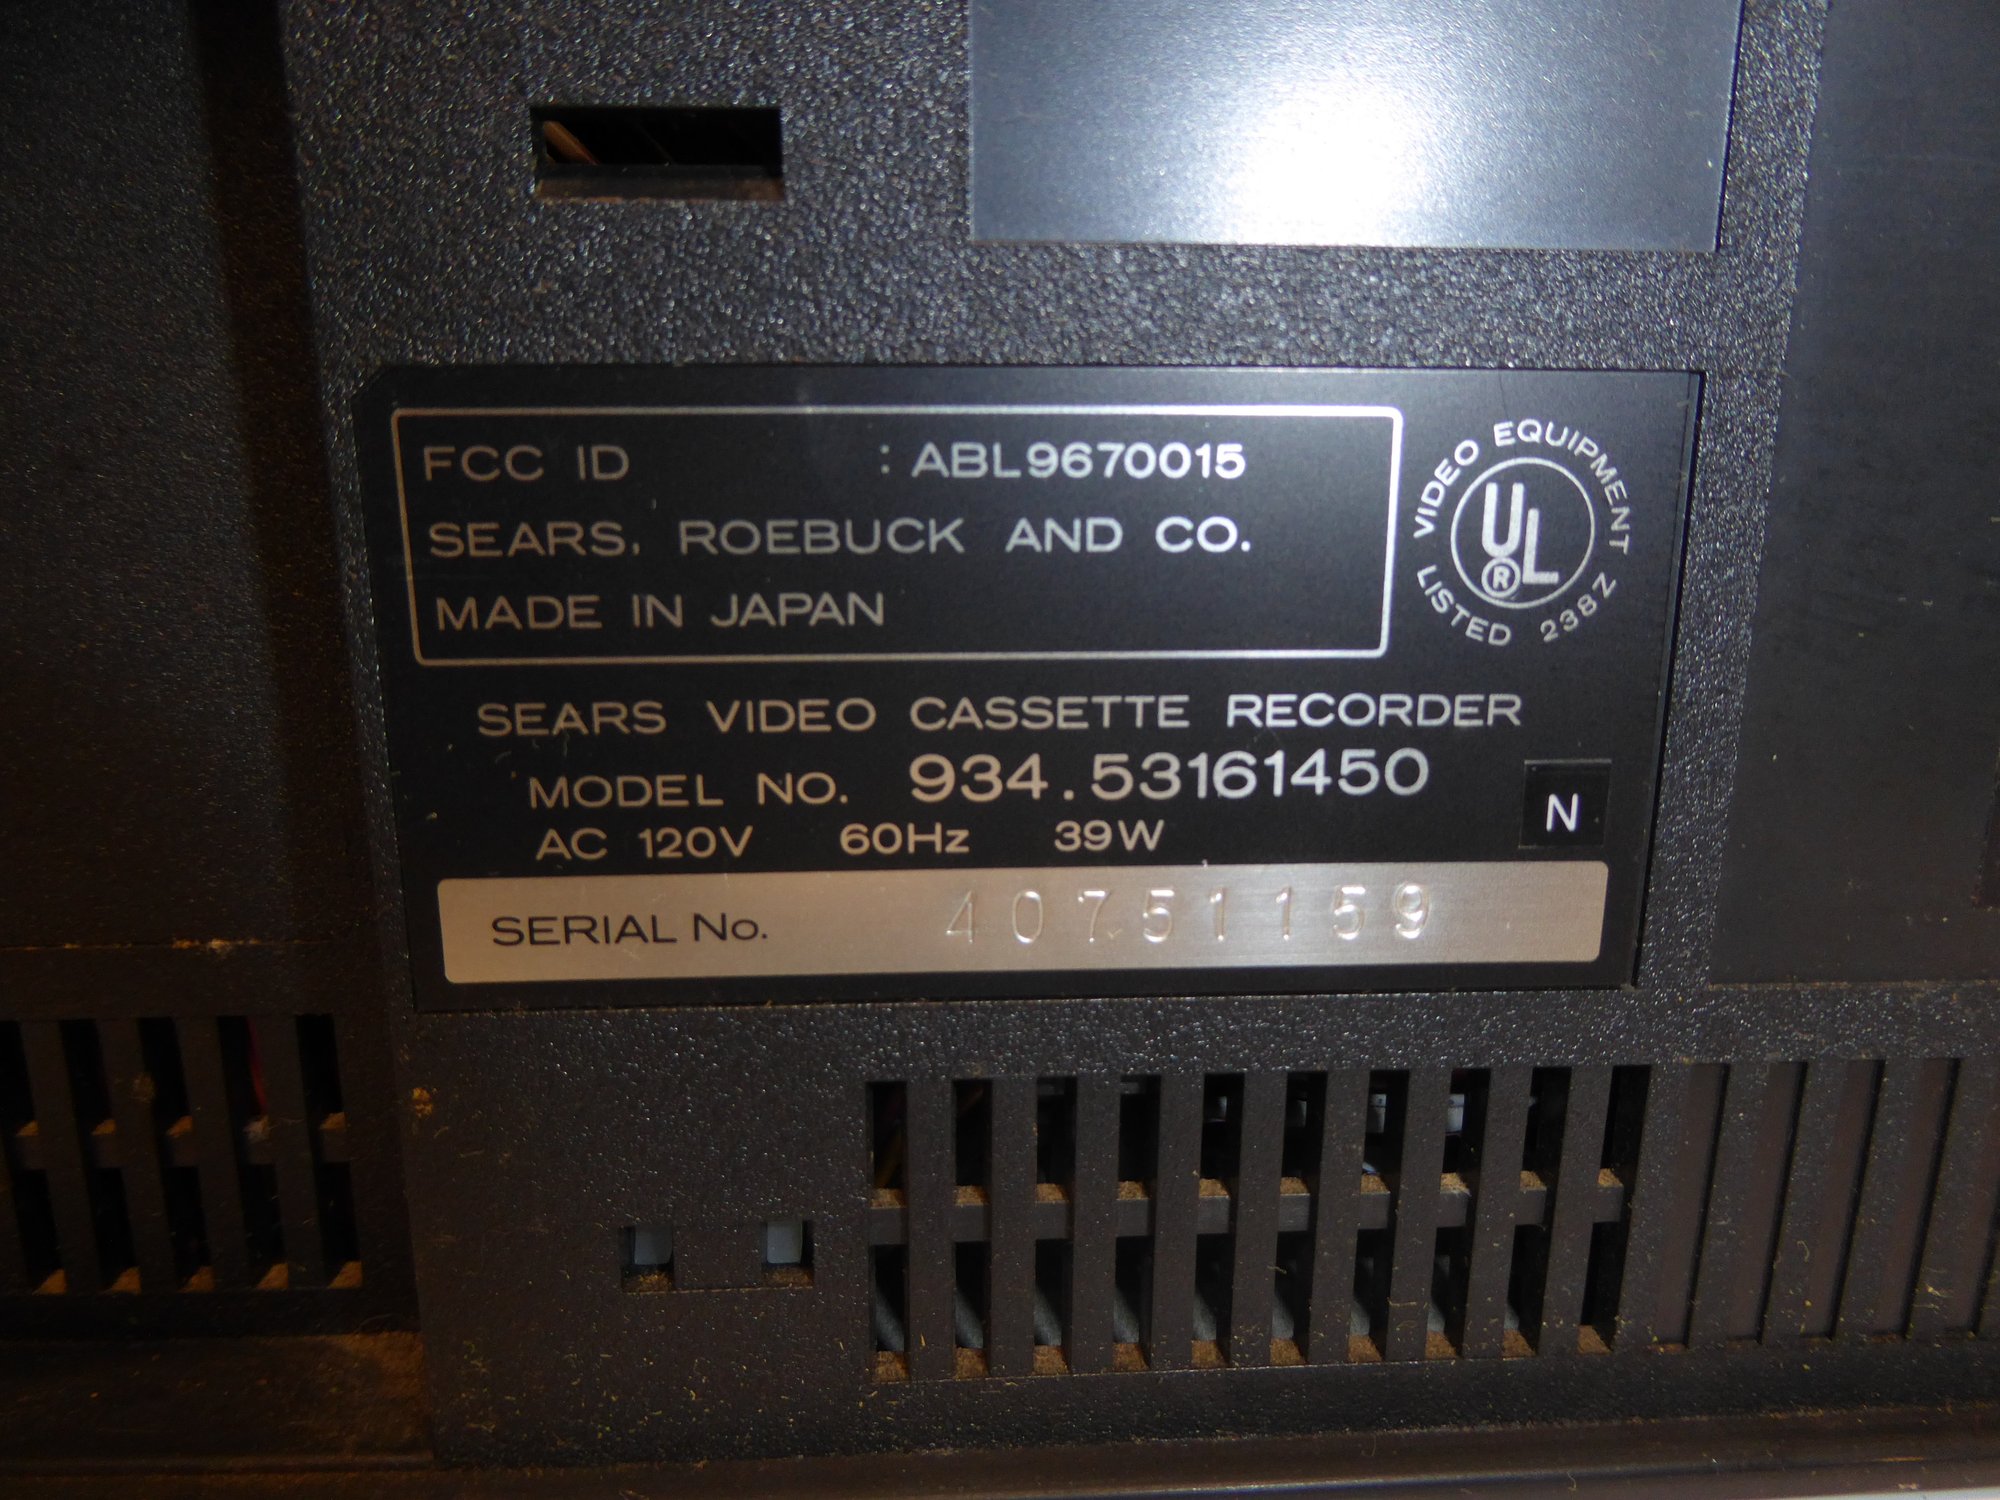 FCC ID : ABL9670015
SEARS, ROEBUCK AND CO.
MADE IN JAPAN
VIDEO EQUIPMENT
UL
®
LISTED 238Z
SEARS VIDEO CASSETTE RECORDER
MODEL NO. 934.53161450
N
AC 120V 60Hz 39W
SERIAL No. 40751159